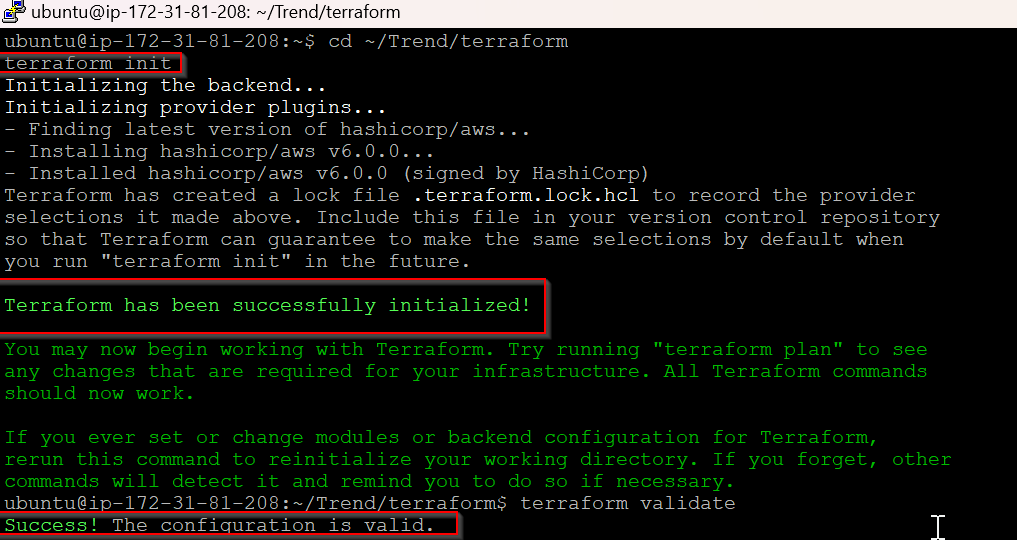 ubuntu@ip-172-31-81-208: ~/Trend/terraform
ubuntu@ip-172-31-81-208:~$ cd ~/Trend/terraform
terraform init
Initializing the backend...
Initializing provider plugins...
- Finding latest version of hashicorp/aws...
- Installing hashicorp/aws v6.0.0...
- Installed hashicorp/aws v6.0.0 (signed by HashiCorp)
Terraform has created a lock file .terraform.lock.hcl to record the provider
selections it made above. Include this file in your version control repository
so that Terraform can guarantee to make the same selections by default when
you run "terraform init" in the future.
Terraform has been successfully initialized!
You may now begin working with Terraform. Try running "terraform plan" to see
any changes that are required for your infrastructure. All Terraform commands
should now work.
If you ever set or change modules or backend configuration for Terraform,
rerun this command to reinitialize your working directory. If you forget, other
commands will detect it and remind you to do so if necessary.
ubuntu@ip-172-31-81-208:~/Trend/terraform$ terraform validate
Success! The configuration is valid.